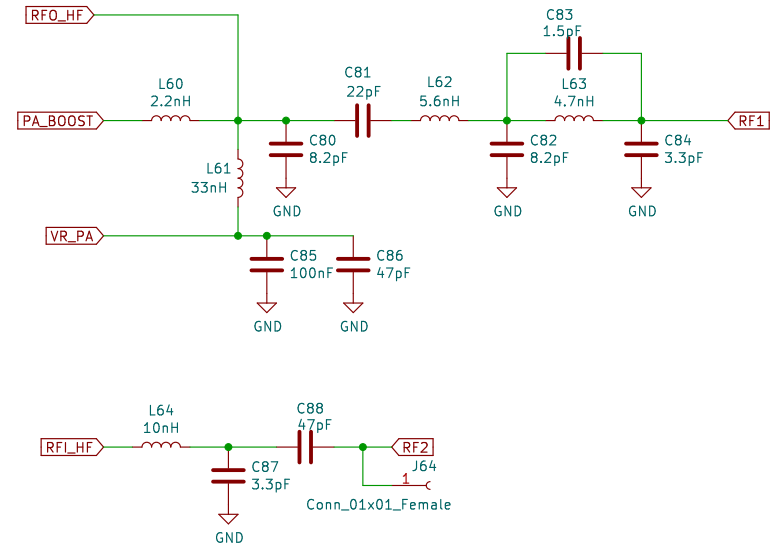 RFO_HF
C83
1.5pF
C81
22pF
L60
2.2nH
L62
5.6nH
L63
4.7nH
PA_BOOST
RF1
C80
8.2pF
C82
8.2pF
C84
3.3pF
L61
33nH
GND
GND
GND
VR_PA
C85
100nF
C86
47pF
GND
GND
L64
10nH
C88
47pF
RFI_HF
RF2
C87
3.3pF
J64
1
Conn_01x01_Female
GND